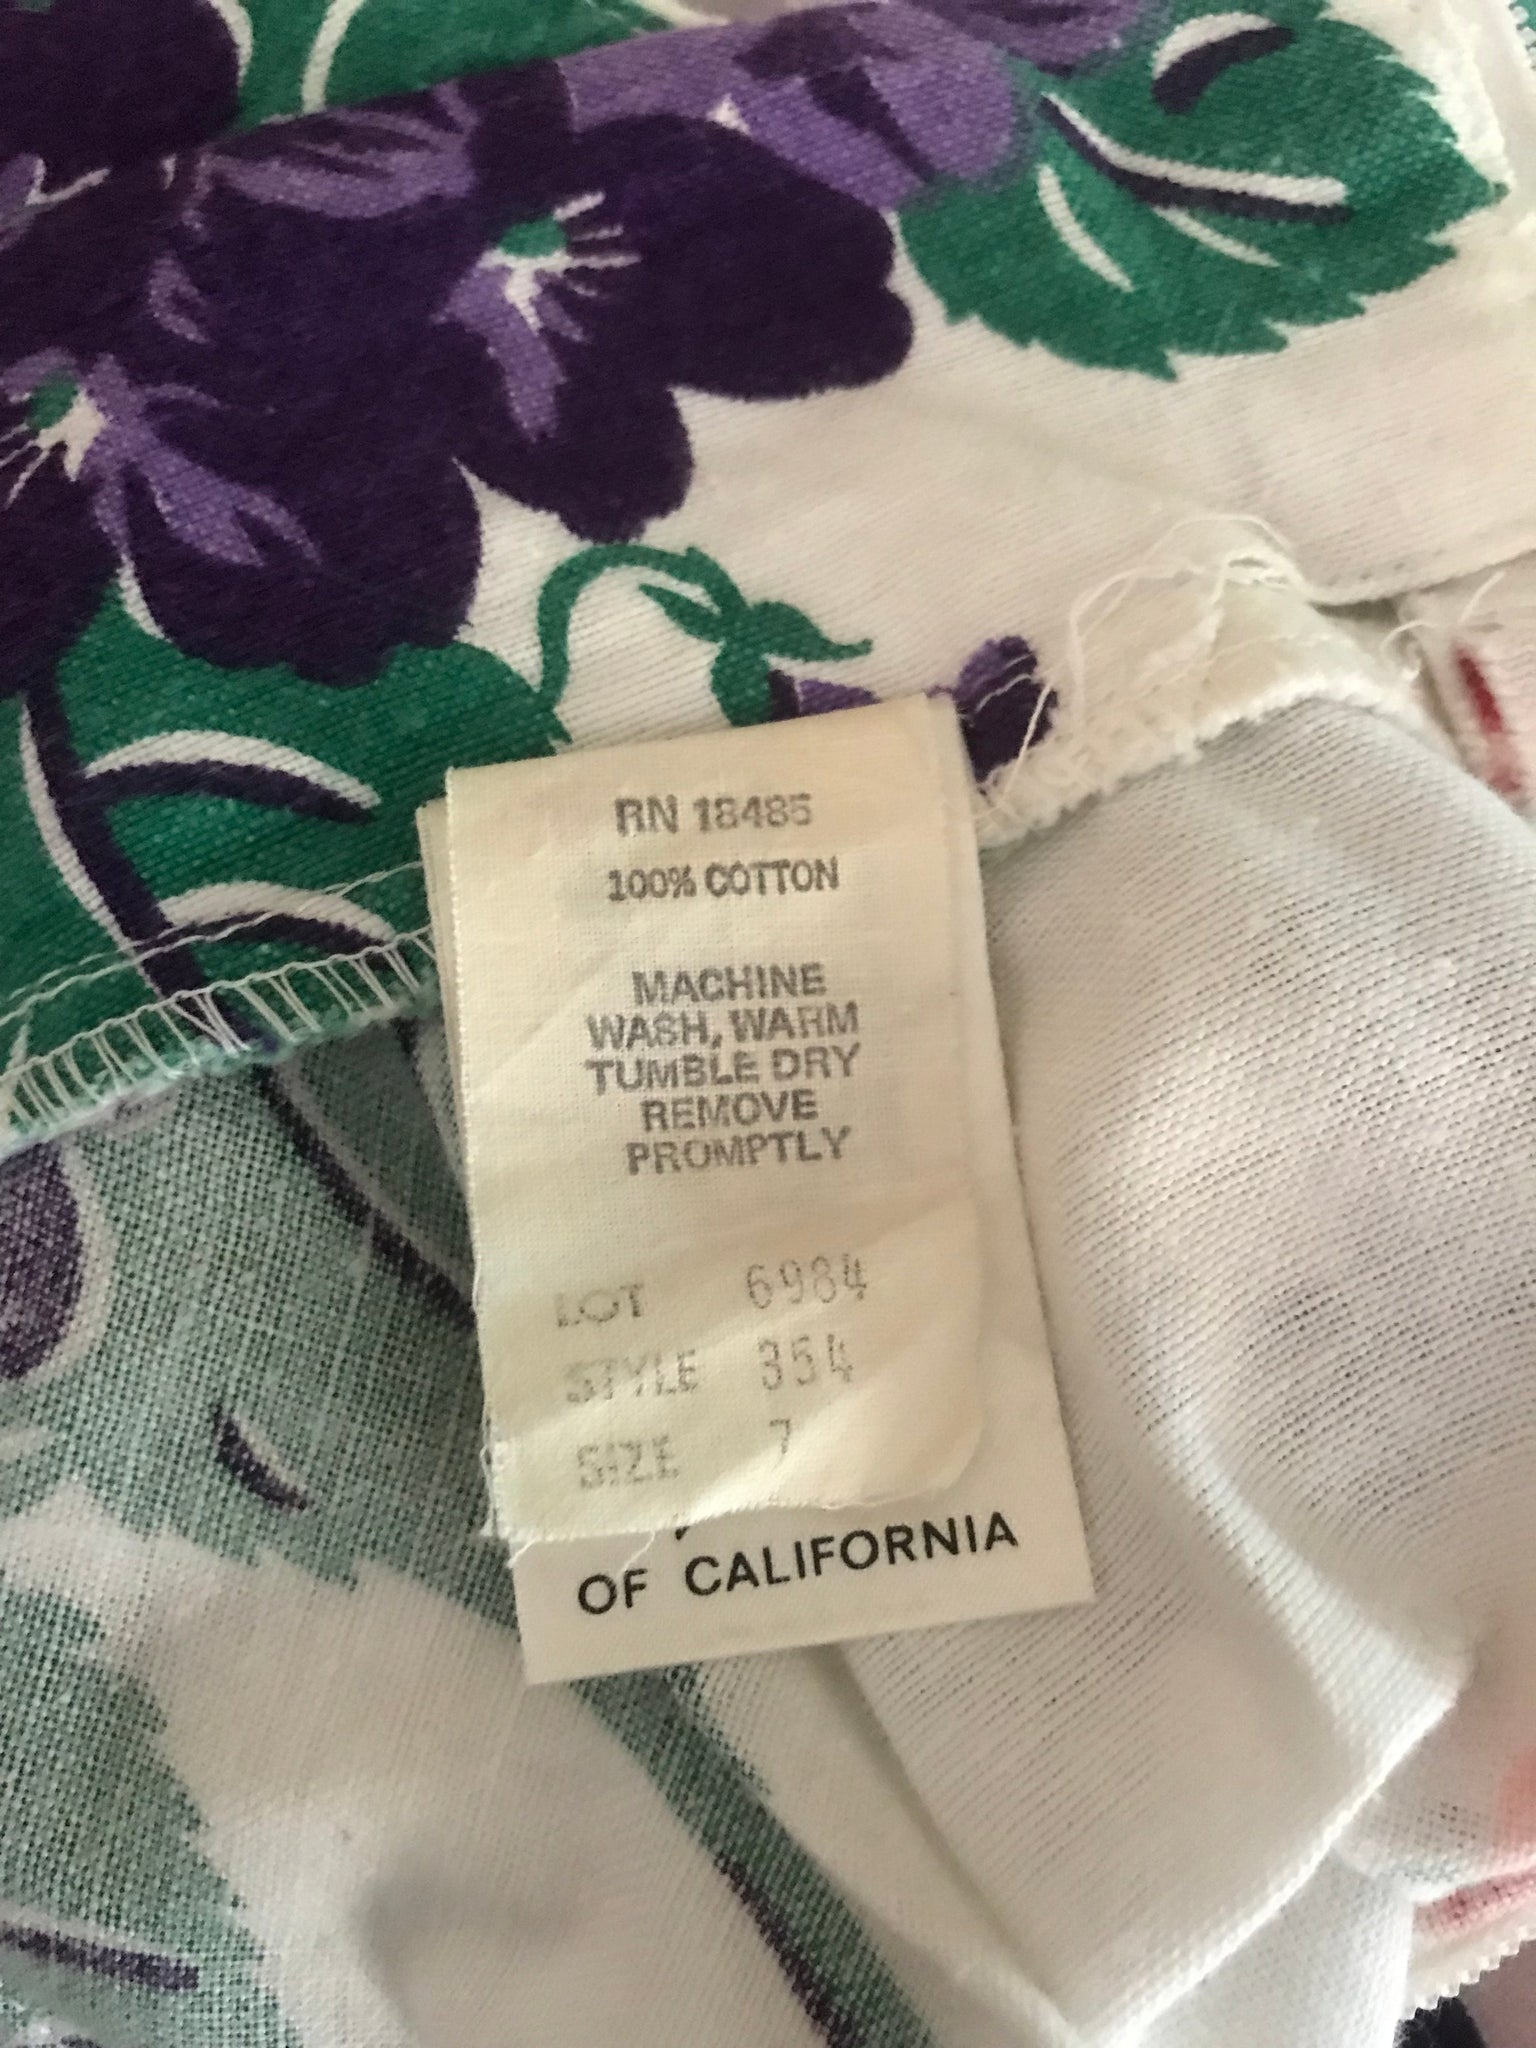 RN 18485
100% COTTON
MACHINE
WASH, WARM
TUMBLE DRY
REMOVE
PROMPTLY
LOT 6984
STYLE 354
SIZE 7
OF CALIFORNIA